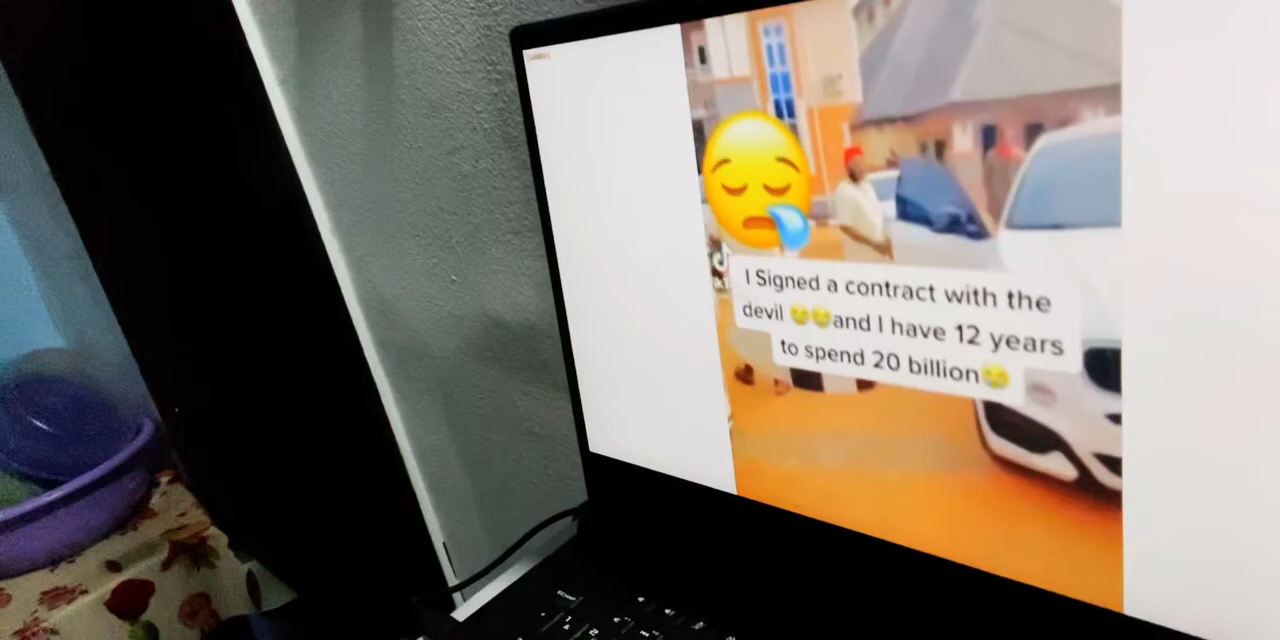 I Signed a contract with the
devil 😭😭and I have 12 years
to spend 20 billion😭